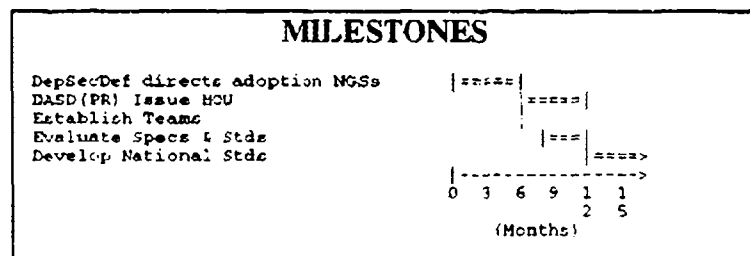 MILESTONES
DepSecDef directs adoption NGSs
DASD(PR) Issue MOU
Establish Teams
Evaluate Specs & Stds
Develop National Stds
0 3 6 9 12 15
(Months)